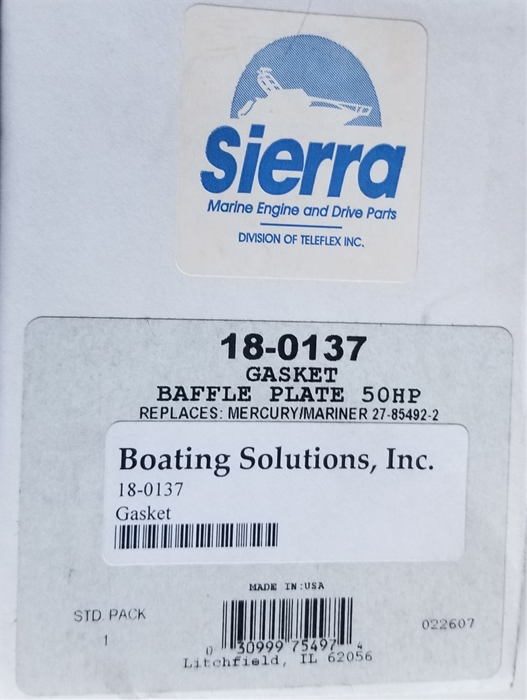 Sierra
Marine Engine and Drive Parts
DIVISION OF TELEFLEX INC.
18-0137
GASKET
BAFFLE PLATE 50HP
REPLACES: MERCURY/MARINER 27-85492-2
Boating Solutions, Inc.
18-0137
Gasket
MADE IN:USA
STD. PACK
1
022607
0 30999 75497 4
Litchfield, IL 62056